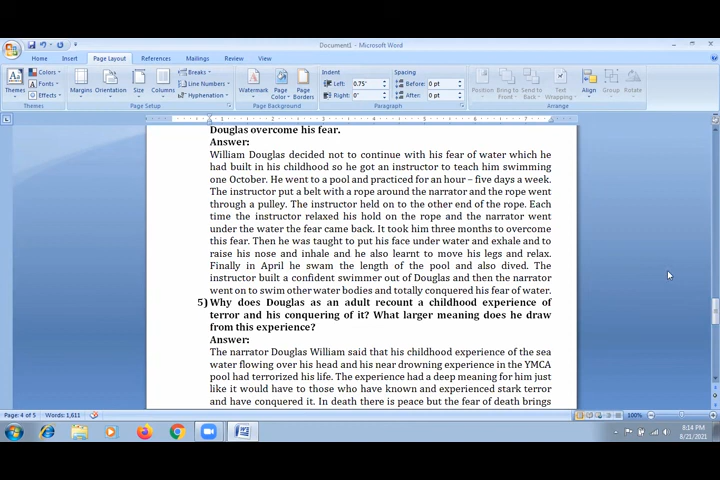 Document1 - Microsoft Word
Home Insert Page Layout References Mailings Review View
Themes Colors Fonts Effects Margins Orientation Size Columns Breaks Line Numbers Hyphenation Watermark Page Color Page Borders Indent Left: 0.75" Right: 0" Spacing Before: 0 pt After: 0 pt Position Bring to Front Send to Back Text Wrapping Align Group Rotate
Themes Page Setup Page Background Paragraph Arrange
Douglas overcome his fear.
Answer:
William Douglas decided not to continue with his fear of water which he
had built in his childhood so he got an instructor to teach him swimming
one October. He went to a pool and practiced for an hour – five days a week.
The instructor put a belt with a rope around the narrator and the rope went
through a pulley. The instructor held on to the other end of the rope. Each
time the instructor relaxed his hold on the rope and the narrator went
under the water the fear came back. It took him three months to overcome
this fear. Then he was taught to put his face under water and exhale and to
raise his nose and inhale and he also learnt to move his legs and relax.
Finally in April he swam the length of the pool and also dived. The
instructor built a confident swimmer out of Douglas and then the narrator
went on to swim other water bodies and totally conquered his fear of water.
5) Why does Douglas as an adult recount a childhood experience of
terror and his conquering of it? What larger meaning does he draw
from this experience?
Answer:
The narrator Douglas William said that his childhood experience of the sea
water flowing over his head and his near drowning experience in the YMCA
pool had terrorized his life. The experience had a deep meaning for him just
like it would have to those who have known and experienced stark terror
and have conquered it. In death there is peace but the fear of death brings
Page: 4 of 5 Words: 1,611 100%
8:14 PM
8/21/2021